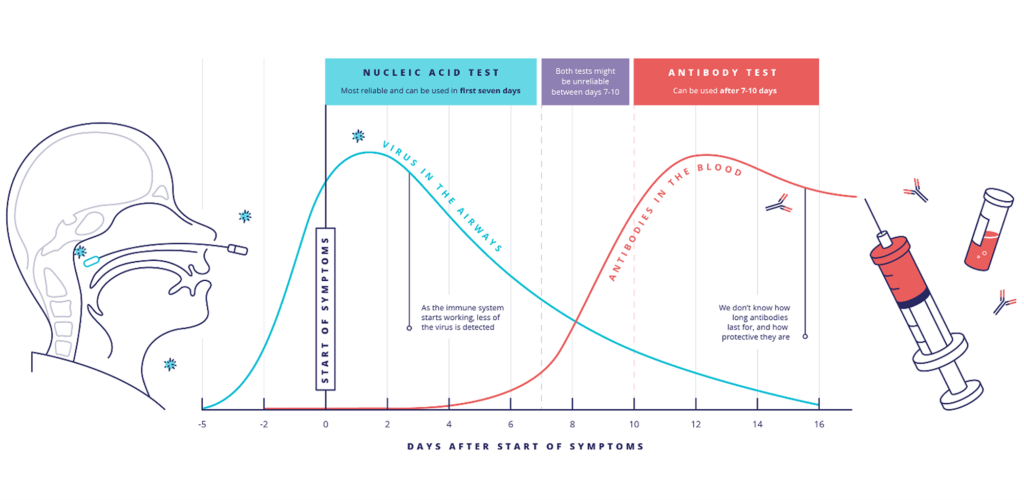 NUCLEIC ACID TEST
Most reliable and can be used in first seven days
Both tests might
be unreliable
between days 7-10
ANTIBODY TEST
Can be used after 7-10 days
VIRUS IN THE AIRWAYS
ANTIBODIES IN THE BLOOD
START OF SYMPTOMS
As the immune system
starts working, less of
the virus is detected
We don't know how
long antibodies
last for, and how
protective they are
-5 -2 0 2 4 6 8 10 12 14 16
DAYS AFTER START OF SYMPTOMS